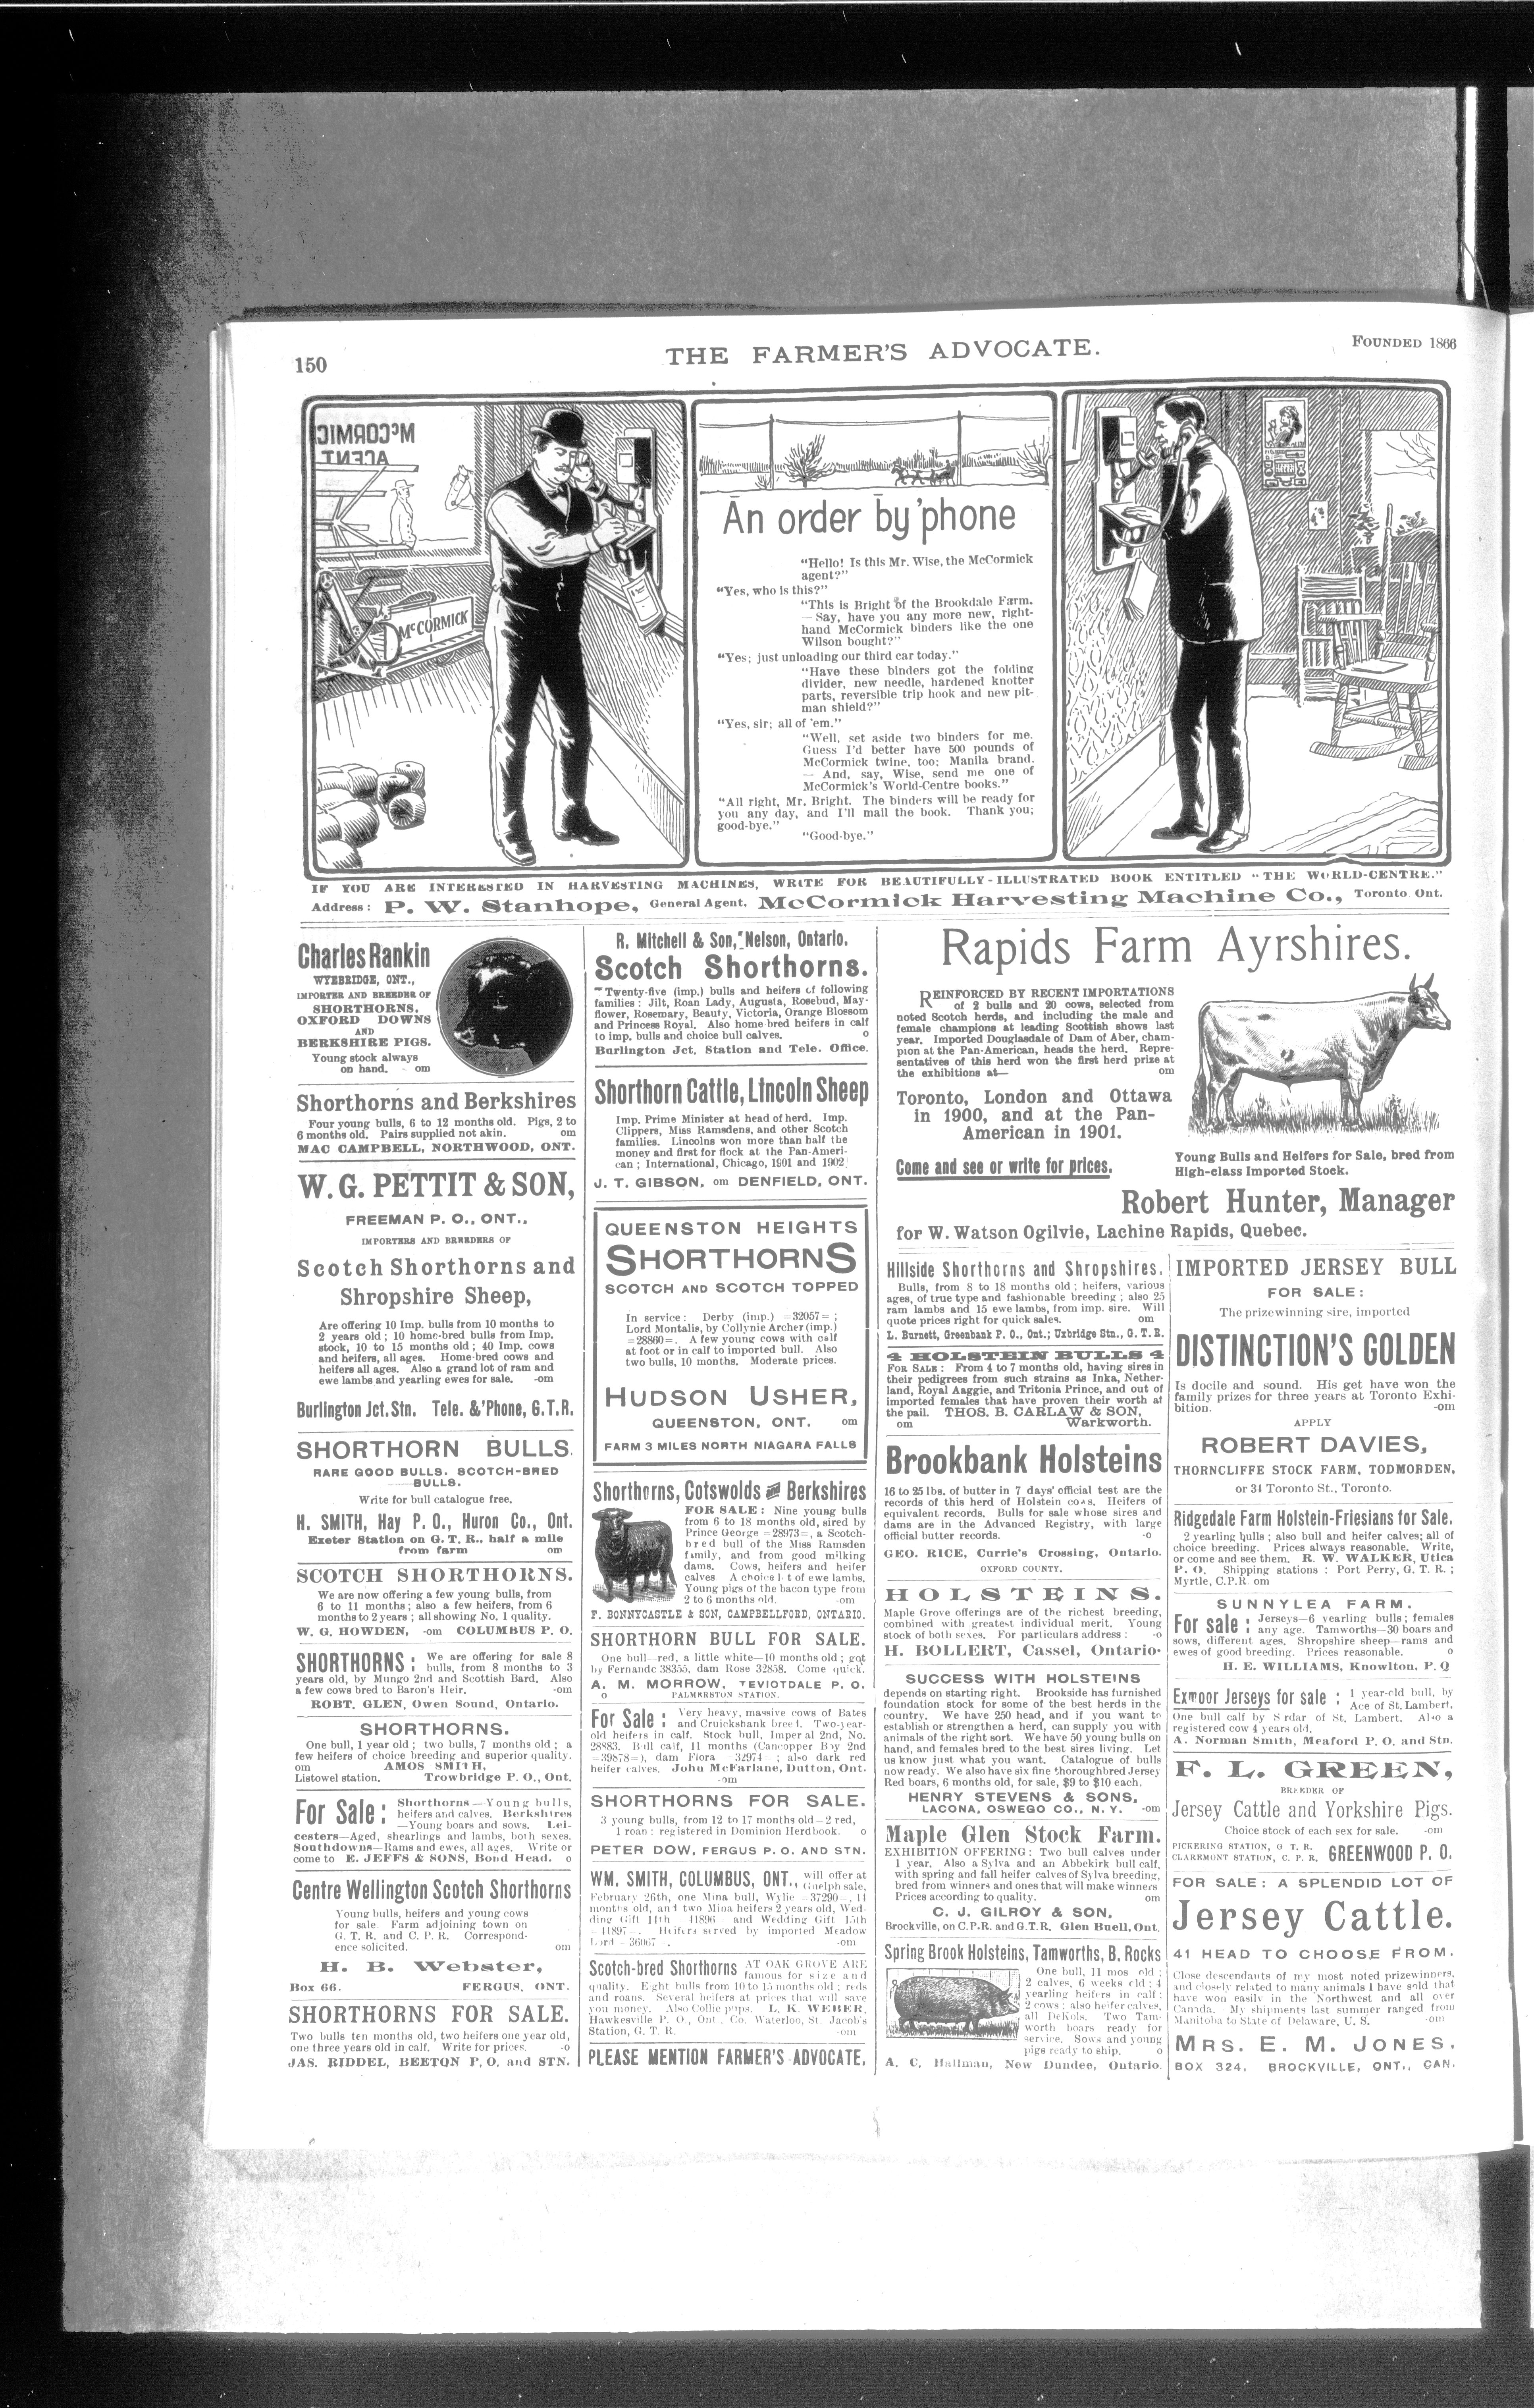 150
THE FARMER'S ADVOCATE.
FOUNDED 1866
McCORMIC
AGENT
McCORMICK
An order by 'phone
"Hello! Is this Mr. Wise, the McCormick
agent?"
"Yes, who is this?"
"This is Bright of the Brookdale Farm.
— Say, have you any more new, right-
hand McCormick binders like the one
Wilson bought?"
"Yes; just unloading our third car today."
"Have these binders got the folding
divider, new needle, hardened knotter
parts, reversible trip hook and new pit-
man shield?"
"Yes, sir; all of 'em."
"Well, set aside two binders for me.
Guess I'd better have 500 pounds of
McCormick twine, too; Manila brand.
— And, say, Wise, send me one of
McCormick's World-Centre books."
"All right, Mr. Bright. The binders will be ready for
you any day, and I'll mail the book. Thank you;
good-bye."
"Good-bye."
IF YOU ARE INTERESTED IN HARVESTING MACHINES, WRITE FOR BEAUTIFULLY-ILLUSTRATED BOOK ENTITLED "THE WORLD-CENTRE."
Address: P. W. Stanhope, General Agent, McCormick Harvesting Machine Co., Toronto Ont.
Charles Rankin
WYEBRIDGE, ONT.,
IMPORTER AND BREEDER OF
SHORTHORNS,
OXFORD DOWNS
AND
BERKSHIRE PIGS.
Young stock always
on hand. - om
Shorthorns and Berkshires
Four young bulls, 6 to 12 months old. Pigs, 2 to
6 months old. Pairs supplied not akin. om
MAC CAMPBELL, NORTHWOOD, ONT.
W. G. PETTIT & SON,
FREEMAN P. O., ONT.,
IMPORTERS AND BREEDERS OF
Scotch Shorthorns and
Shropshire Sheep,
Are offering 10 Imp. bulls from 10 months to
2 years old; 10 home-bred bulls from Imp.
stock, 10 to 15 months old; 40 Imp. cows
and heifers, all ages. Home-bred cows and
heifers all ages. Also a grand lot of ram and
ewe lambs and yearling ewes for sale. -om
Burlington Jct. Stn. Tele. & 'Phone, G.T.R.
SHORTHORN BULLS.
RARE GOOD BULLS. SCOTCH-BRED
BULLS.
Write for bull catalogue free.
H. SMITH, Hay P. O., Huron Co., Ont.
Exeter Station on G. T. R., half a mile
from farm om
SCOTCH SHORTHORNS.
We are now offering a few young bulls, from
6 to 11 months; also a few heifers, from 6
months to 2 years; all showing No. 1 quality.
W. G. HOWDEN, -om COLUMBUS P. O.
SHORTHORNS: We are offering for sale 8
bulls, from 8 months to 3
years old, by Mungo 2nd and Scottish Bard. Also
a few cows bred to Baron's Heir. -om
ROBT. GLEN, Owen Sound, Ontario.
SHORTHORNS.
One bull, 1 year old; two bulls, 7 months old; a
few heifers of choice breeding and superior quality.
om AMOS SMITH,
Listowel station. Trowbridge P. O., Ont.
For Sale: Shorthorns—Young bulls,
heifers and calves. Berkshires
—Young boars and sows. Lei-
cesters—Aged, shearlings and lambs, both sexes.
Southdowns—Rams and ewes, all ages. Write or
come to E. JEFFS & SONS, Bond Head. o
Centre Wellington Scotch Shorthorns
Young bulls, heifers and young cows
for sale. Farm adjoining town on
G. T. R. and C. P. R. Correspond-
ence solicited. om
H. B. Webster,
Box 66. FERGUS, ONT.
SHORTHORNS FOR SALE.
Two bulls ten months old, two heifers one year old,
one three years old in calf. Write for prices. -o
JAS. RIDDEL, BEETON P. O. and STN.
R. Mitchell & Son, Nelson, Ontario.
Scotch Shorthorns.
Twenty-five (imp.) bulls and heifers of following
families: Jilt, Roan Lady, Augusta, Rosebud, May-
flower, Rosemary, Beauty, Victoria, Orange Blossom
and Princess Royal. Also home bred heifers in calf
to imp. bulls and choice bull calves. o
Burlington Jct. Station and Tele. Office.
Shorthorn Cattle, Lincoln Sheep
Imp. Prime Minister at head of herd. Imp.
Clippers, Miss Ramsdens, and other Scotch
families. Lincolns won more than half the
money and first for flock at the Pan-Ameri-
can; International, Chicago, 1901 and 1902.
J. T. GIBSON, om DENFIELD, ONT.
QUEENSTON HEIGHTS
SHORTHORNS
SCOTCH AND SCOTCH TOPPED
In service: Derby (imp.) =32057=;
Lord Montalis, by Collynie Archer (imp.)
=28860=. A few young cows with calf
at foot or in calf to imported bull. Also
two bulls, 10 months. Moderate prices.
HUDSON USHER,
QUEENSTON, ONT. om
FARM 3 MILES NORTH NIAGARA FALLS
Shorthorns, Cotswolds and Berkshires
FOR SALE: Nine young bulls
from 6 to 18 months old, sired by
Prince George =28973=, a Scotch-
bred bull of the Miss Ramsden
family, and from good milking
dams. Cows, heifers and heifer
calves. A choice lot of ewe lambs.
Young pigs of the bacon type from
2 to 6 months old. -om
F. BONNYCASTLE & SON, CAMPBELLFORD, ONTARIO.
SHORTHORN BULL FOR SALE.
One bull—red, a little white—10 months old; got
by Fernando 38355, dam Rose 32858. Come quick.
A. M. MORROW, TEVIOTDALE P. O.
o PALMERSTON STATION.
For Sale: Very heavy, massive cows of Bates
and Cruickshank breed. Two-year-
old heifers in calf. Stock bull, Imperial 2nd, No.
28883. Bull calf, 11 months (Cancopper Boy 2nd
=39878=), dam Flora =32974=; also dark red
heifer calves. John McFarlane, Dutton, Ont.
-om
SHORTHORNS FOR SALE.
3 young bulls, from 12 to 17 months old—2 red,
1 roan: registered in Dominion Herdbook. o
PETER DOW, FERGUS P. O. AND STN.
WM. SMITH, COLUMBUS, ONT., will offer at
Guelph sale,
February 26th, one Mina bull, Wylie =37290=, 14
months old, and two Mina heifers 2 years old, Wed-
ding Gift 14th 41896 and Wedding Gift 15th
41897. Heifers served by imported Meadow
Lord 36067. -om
Scotch-bred Shorthorns AT OAK GROVE ARE
famous for size and
quality. Eight bulls from 10 to 15 months old; reds
and roans. Several heifers at prices that will save
you money. Also Collie pups. L. K. WEBER,
Hawkesville P. O., Ont., Co. Waterloo, St. Jacob's
Station, G. T. R. -om
PLEASE MENTION FARMER'S ADVOCATE.
Rapids Farm Ayrshires.
REINFORCED BY RECENT IMPORTATIONS
of 2 bulls and 20 cows, selected from
noted Scotch herds, and including the male and
female champions at leading Scottish shows last
year. Imported Douglasdale of Dam of Aber, cham-
pion at the Pan-American, heads the herd. Repre-
sentatives of this herd won the first herd prize at
the exhibitions at— om
Toronto, London and Ottawa
in 1900, and at the Pan-
American in 1901.
Come and see or write for prices.
Young Bulls and Heifers for Sale, bred from
High-class Imported Stock.
Robert Hunter, Manager
for W. Watson Ogilvie, Lachine Rapids, Quebec.
Hillside Shorthorns and Shropshires.
Bulls, from 8 to 18 months old; heifers, various
ages, of true type and fashionable breeding; also 25
ram lambs and 15 ewe lambs, from imp. sire. Will
quote prices right for quick sales. om
L. Burnett, Greenbank P. O., Ont.; Uxbridge Stn., G. T. R.
4 HOLSTEIN BULLS 4
FOR SALE: From 4 to 7 months old, having sires in
their pedigrees from such strains as Inka, Nether-
land, Royal Aaggie, and Tritonia Prince, and out of
imported females that have proven their worth at
the pail. THOS. B. CARLAW & SON,
om Warkworth.
Brookbank Holsteins
16 to 25 lbs. of butter in 7 days' official test are the
records of this herd of Holstein cows. Heifers of
equivalent records. Bulls for sale whose sires and
dams are in the Advanced Registry, with large
official butter records. -o
GEO. RICE, Currie's Crossing, Ontario.
OXFORD COUNTY.
HOLSTEINS.
Maple Grove offerings are of the richest breeding,
combined with greatest individual merit. Young
stock of both sexes. For particulars address: -o
H. BOLLERT, Cassel, Ontario.
SUCCESS WITH HOLSTEINS
depends on starting right. Brookside has furnished
foundation stock for some of the best herds in the
country. We have 250 head, and if you want to
establish or strengthen a herd, can supply you with
animals of the right sort. We have 50 young bulls on
hand, and females bred to the best sires living. Let
us know just what you want. Catalogue of bulls
now ready. We also have six fine thoroughbred Jersey
Red boars, 6 months old, for sale, $9 to $10 each.
HENRY STEVENS & SONS,
LACONA, OSWEGO CO., N. Y. -om
Maple Glen Stock Farm.
EXHIBITION OFFERING: Two bull calves under
1 year. Also a Sylva and an Abbekirk bull calf,
with spring and fall heifer calves of Sylva breeding,
bred from winners and ones that will make winners
Prices according to quality. om
C. J. GILROY & SON,
Brockville, on C.P.R. and G.T.R. Glen Buell, Ont.
Spring Brook Holsteins, Tamworths, B. Rocks
One bull, 11 mos old;
2 calves, 6 weeks old; 4
yearling heifers in calf;
2 cows; also heifer calves,
all DeKols. Two Tam-
worth boars ready for
service. Sows and young
pigs ready to ship. o
A. C. Hallman, New Dundee, Ontario.
IMPORTED JERSEY BULL
FOR SALE:
The prizewinning sire, imported
DISTINCTION'S GOLDEN
Is docile and sound. His get have won the
family prizes for three years at Toronto Exhi-
bition. -om
APPLY
ROBERT DAVIES,
THORNCLIFFE STOCK FARM, TODMORDEN,
or 34 Toronto St., Toronto.
Ridgedale Farm Holstein-Friesians for Sale.
2 yearling bulls; also bull and heifer calves; all of
choice breeding. Prices always reasonable. Write,
or come and see them. R. W. WALKER, Utica
P. O. Shipping stations: Port Perry, G. T. R.;
Myrtle, C.P.R. om
SUNNYLEA FARM.
For sale: Jerseys—6 yearling bulls; females
any age. Tamworths—30 boars and
sows, different ages. Shropshire sheep—rams and
ewes of good breeding. Prices reasonable. o
H. E. WILLIAMS, Knowlton, P. Q
Exmoor Jerseys for sale: 1 year-old bull, by
Ace of St. Lambert.
One bull calf by Sirdar of St. Lambert. Also a
registered cow 4 years old.
A. Norman Smith, Meaford P. O. and Stn.
F. L. GREEN,
BREEDER OF
Jersey Cattle and Yorkshire Pigs.
Choice stock of each sex for sale. -om
PICKERING STATION, G. T. R.
CLAREMONT STATION, C. P. R. GREENWOOD P. O.
FOR SALE: A SPLENDID LOT OF
Jersey Cattle.
41 HEAD TO CHOOSE FROM.
Close descendants of my most noted prizewinners,
and closely related to many animals I have sold that
have won easily in the Northwest and all over
Canada. My shipments last summer ranged from
Manitoba to State of Delaware, U. S. -om
MRS. E. M. JONES,
BOX 324, BROCKVILLE, ONT., CAN.